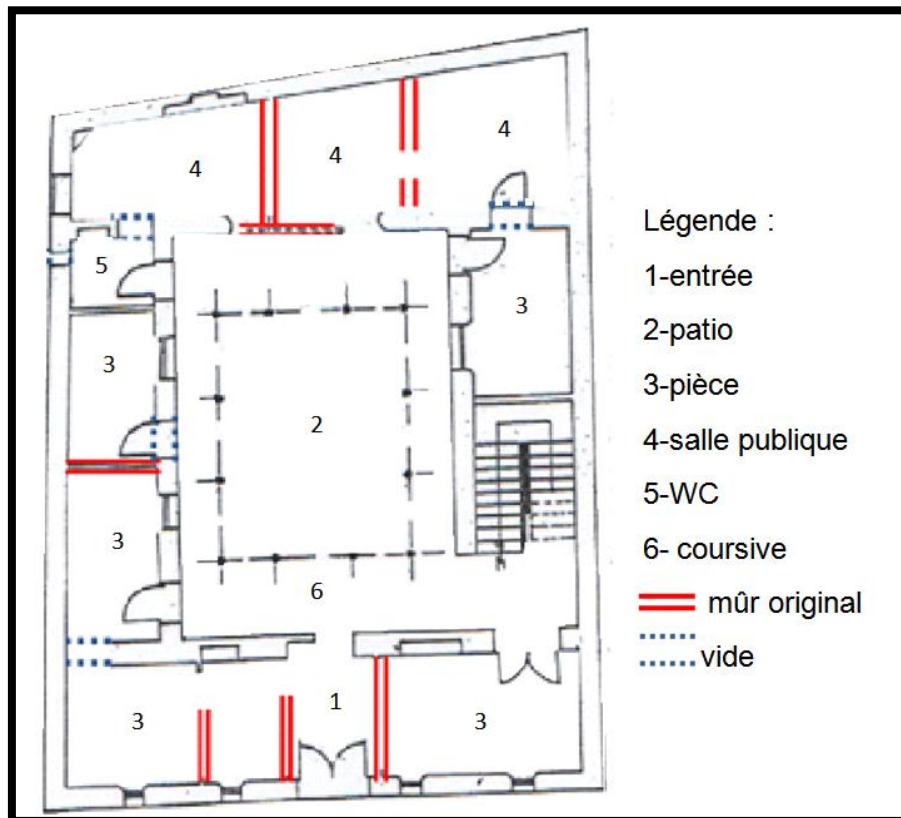 4
4
4
5
3
3
2
3
6
3
1
3
Légende :
1-entrée
2-patio
3-pièce
4-salle publique
5-WC
6- coursive
mûr original
vide